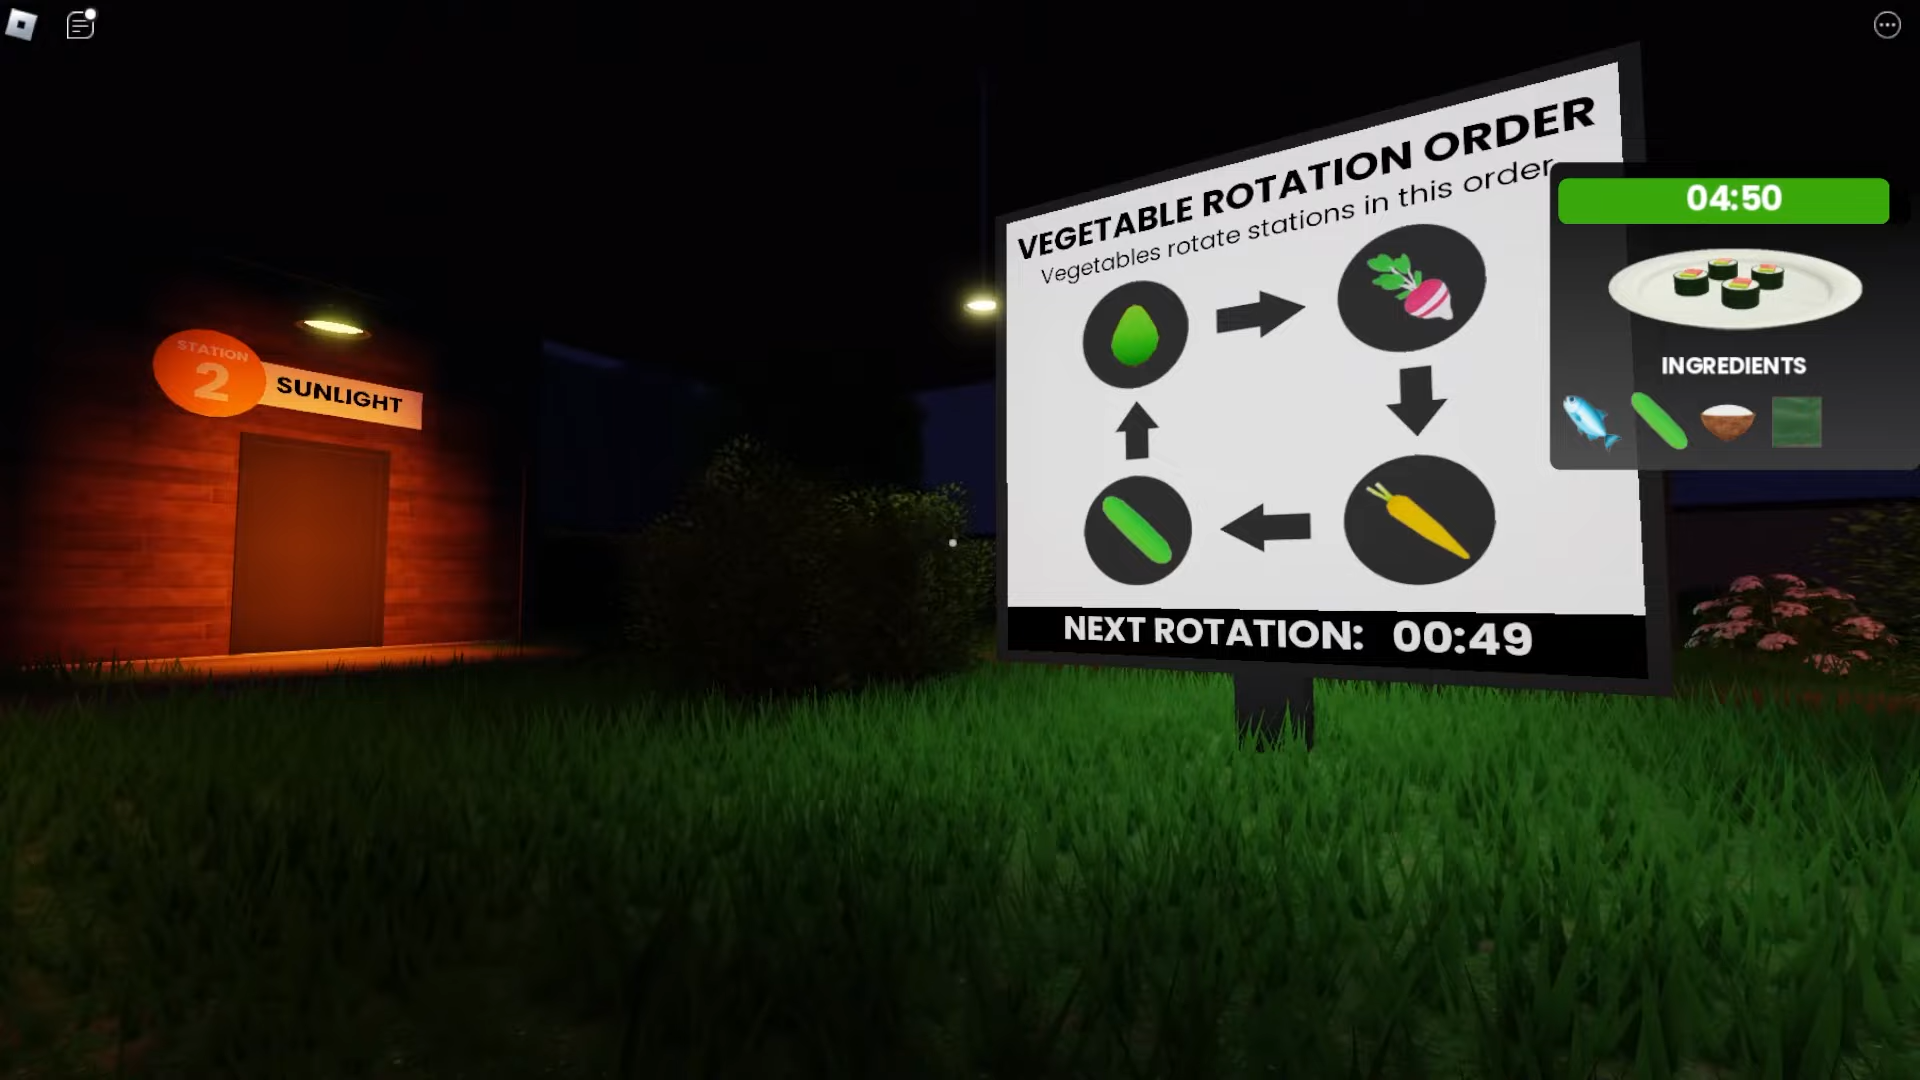 STATION
2
SUNLIGHT
VEGETABLE ROTATION ORDER
Vegetables rotate stations in this order
NEXT ROTATION: 00:49
04:50
INGREDIENTS